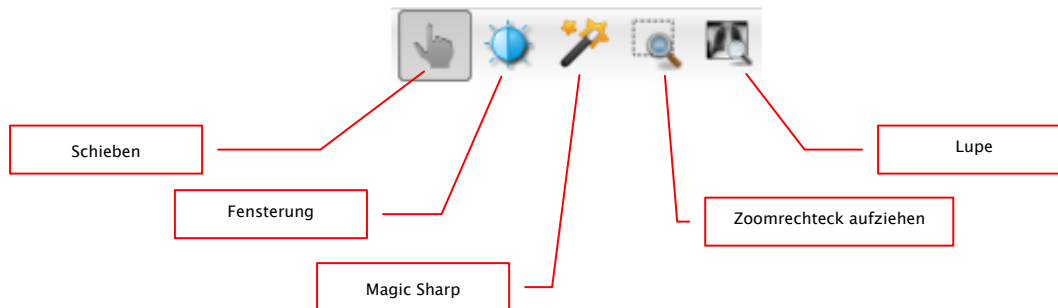 Schieben
Lupe
Fensterung
Zoomrechteck aufziehen
Magic Sharp